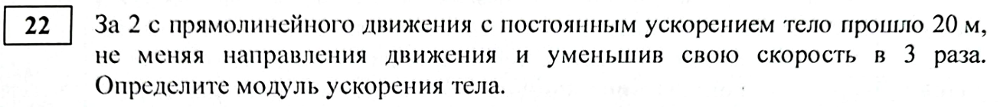 22
За 2 с прямолинейного движения с постоянным ускорением тело прошло 20 м,
не меняя направления движения и уменьшив свою скорость в 3 раза.
Определите модуль ускорения тела.